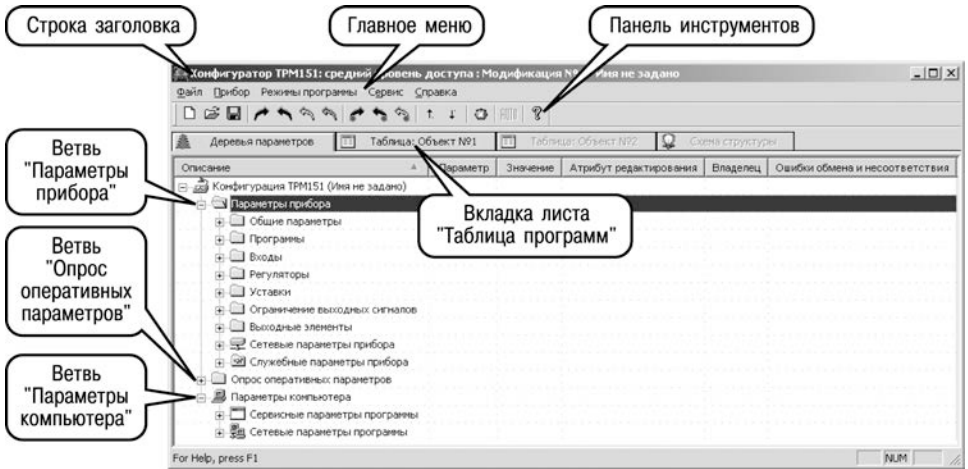 Строка заголовка
Главное меню
Панель инструментов
Конфигуратор ТРМ151: средний уровень доступа : Модификация Имя не задано
Файл Прибор Режимы программы Сервис Справка
Деревья параметров Таблица: Объект №1 Таблица: Объект №2 Схема структуры
Описание Параметр Значение Атрибут редактирования Владелец Ошибки обмена и несоответствия
Ветвь
"Параметры
прибора"
Конфигурация ТРМ151 (Имя не задано)
Параметры прибора
Общие параметры
Программы
Входы
Регуляторы
Уставки
Ограничение выходных сигналов
Выходные элементы
Сетевые параметры прибора
Служебные параметры прибора
Вкладка листа
"Таблица программ"
Ветвь
"Опрос
оперативных
параметров"
Опрос оперативных параметров
Ветвь
"Параметры
компьютера"
Параметры компьютера
Сервисные параметры программы
Сетевые параметры программы
For Help, press F1
NUM